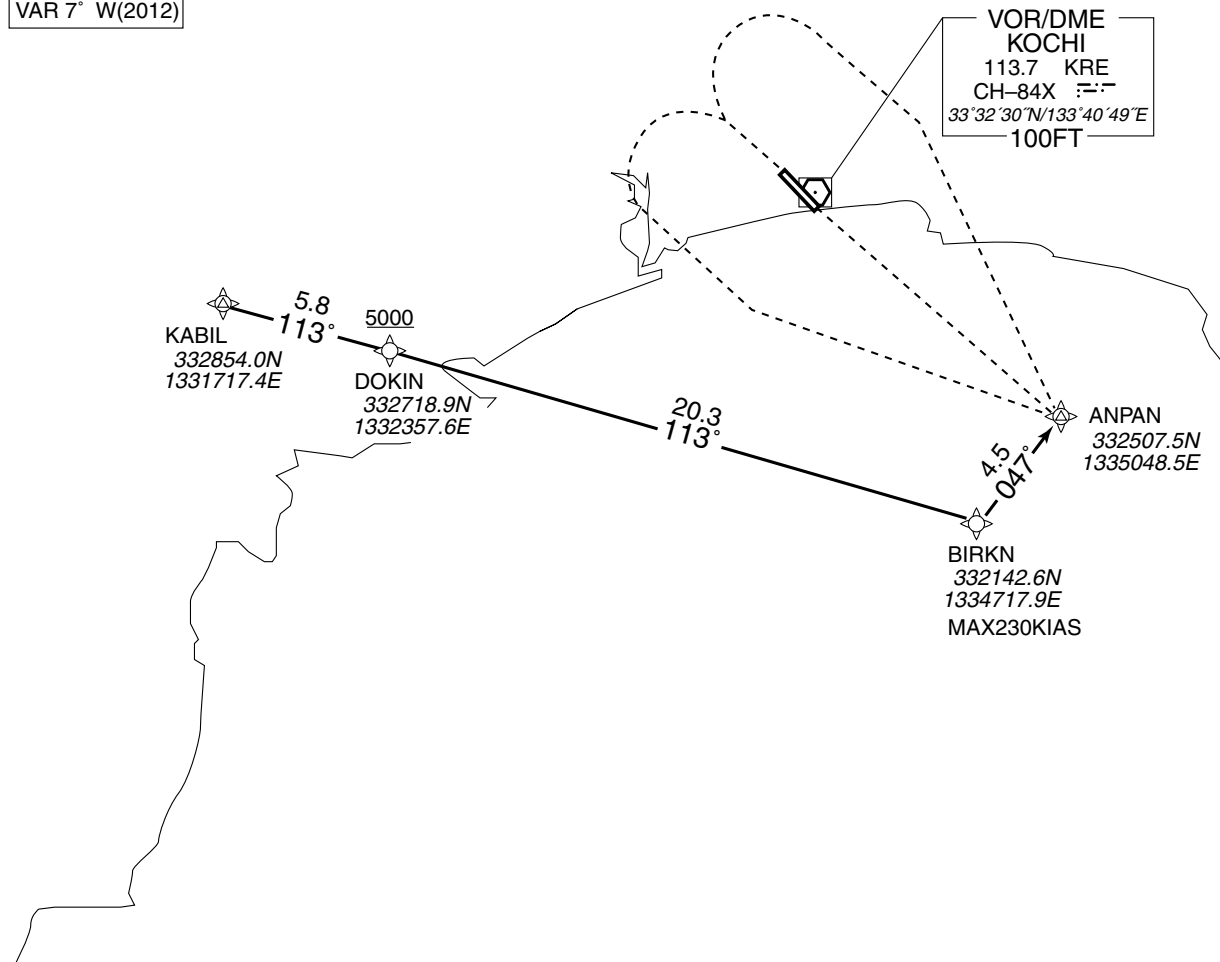 VAR 7° W(2012)
VOR/DME
KOCHI
113.7 KRE
CH–84X
33°32´30˝N/133°40´49˝E
100FT
5.8
113°
5000
KABIL
332854.0N
1331717.4E
DOKIN
332718.9N
1332357.6E
20.3
113°
ANPAN
332507.5N
1335048.5E
4.5
047°
BIRKN
332142.6N
1334717.9E
MAX230KIAS